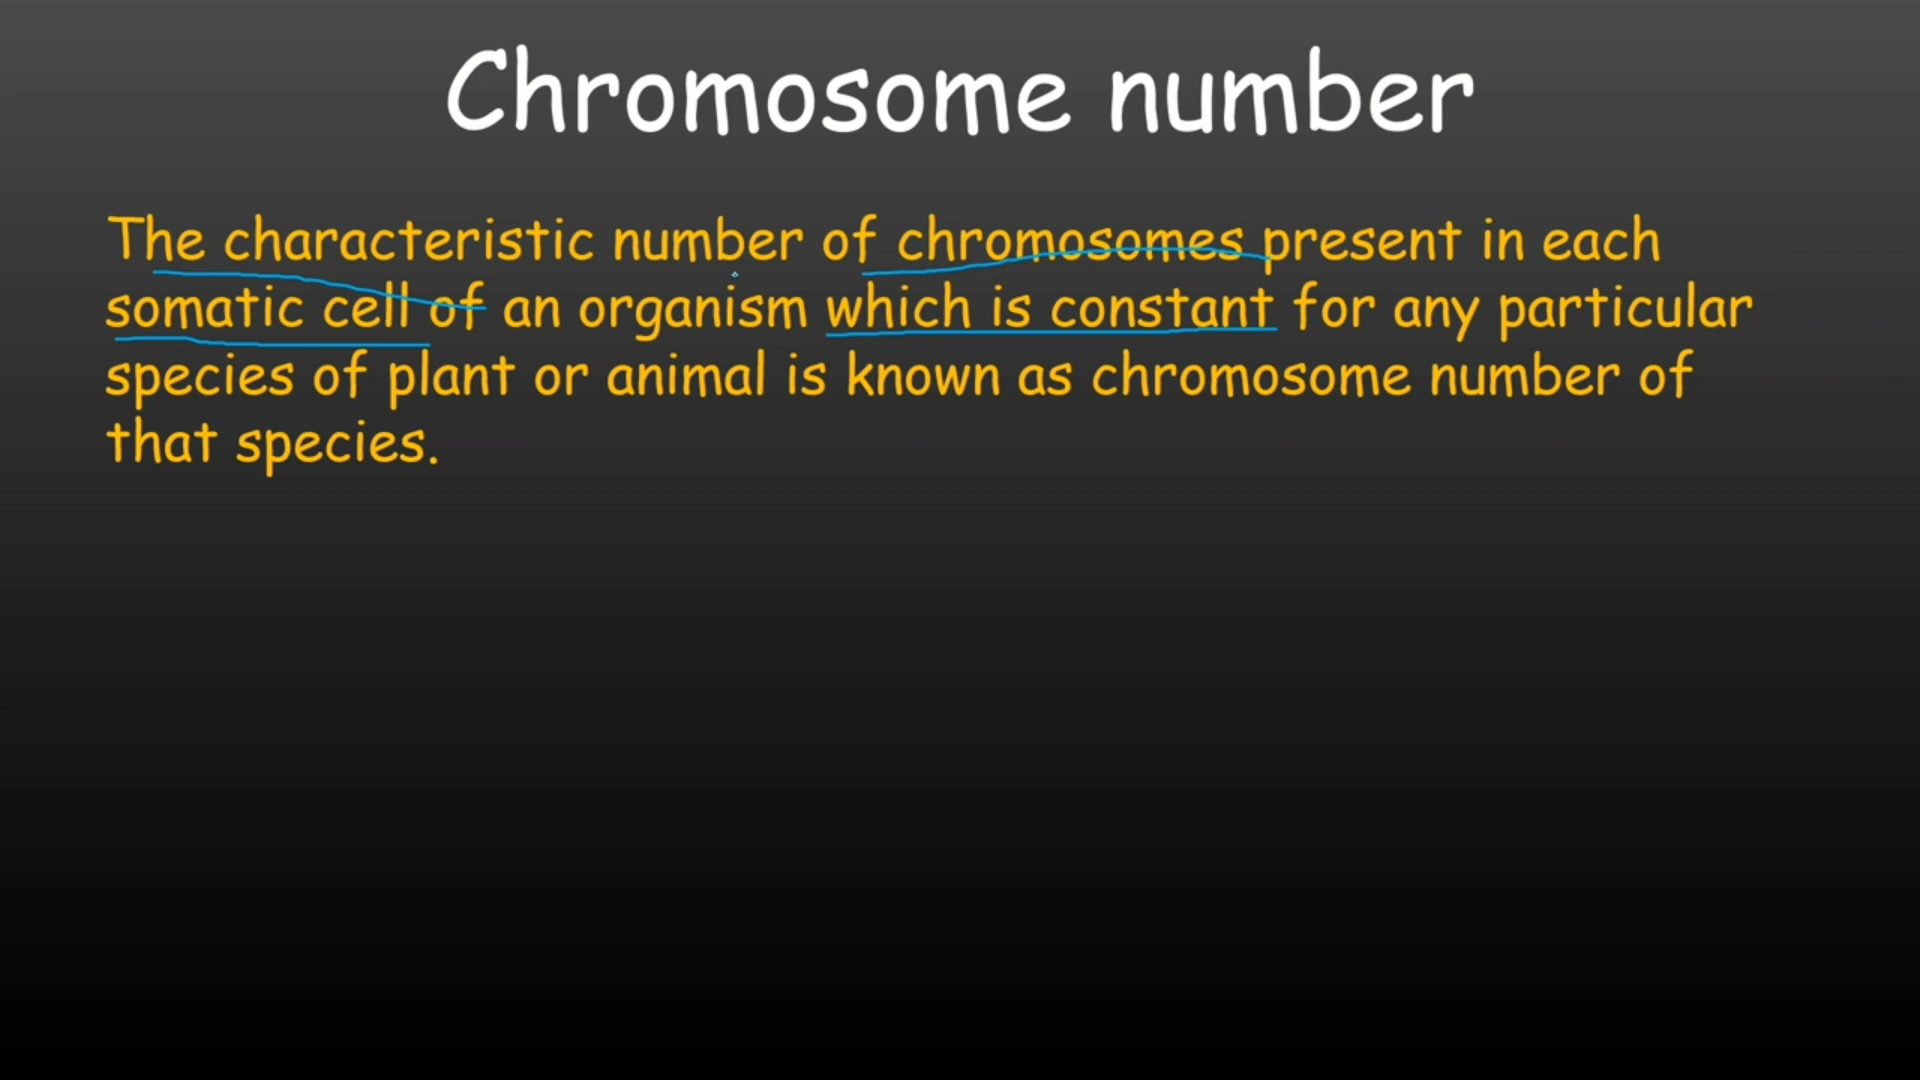 Chromosome number
The characteristic number of chromosomes present in each
somatic cell of an organism which is constant for any particular
species of plant or animal is known as chromosome number of
that species.